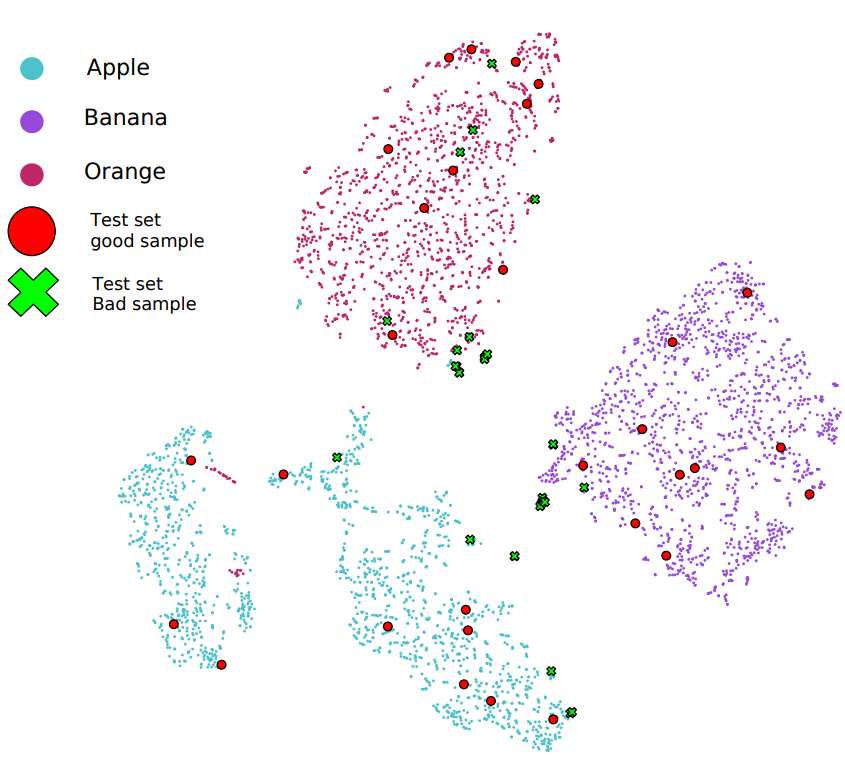 Apple
Banana
Orange
Test set
good sample
Test set
Bad sample